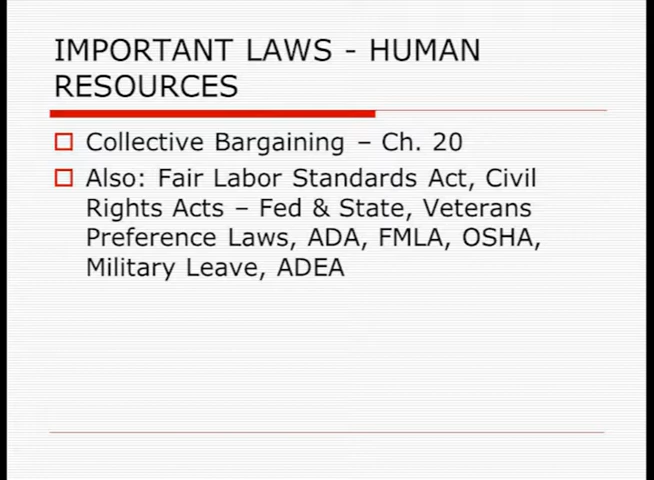 IMPORTANT LAWS - HUMAN
RESOURCES
Collective Bargaining – Ch. 20
Also: Fair Labor Standards Act, Civil
Rights Acts – Fed & State, Veterans
Preference Laws, ADA, FMLA, OSHA,
Military Leave, ADEA